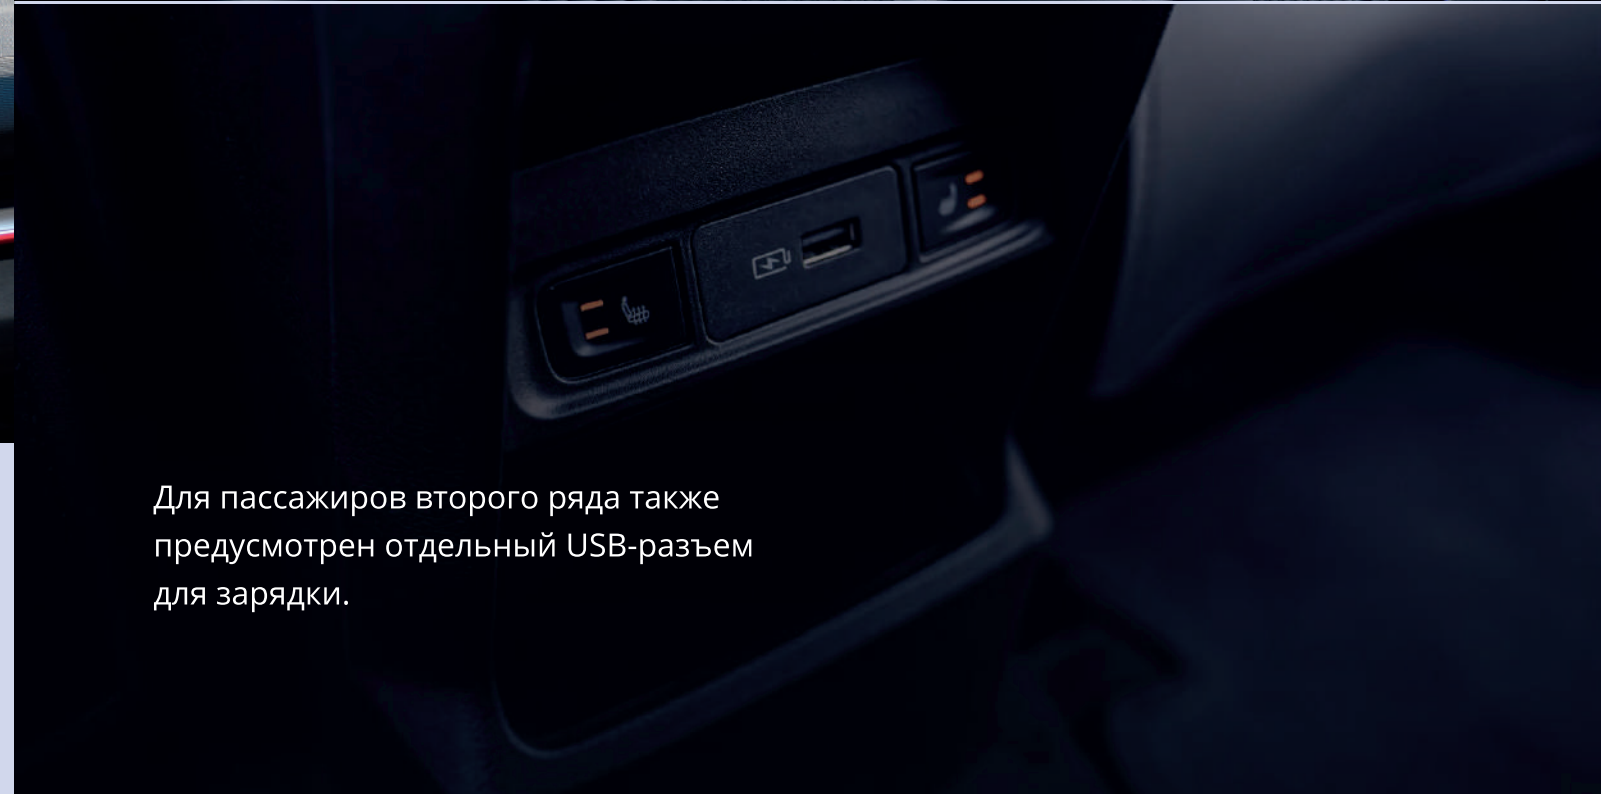 Для пассажиров второго ряда также
предусмотрен отдельный USB-разъем
для зарядки.